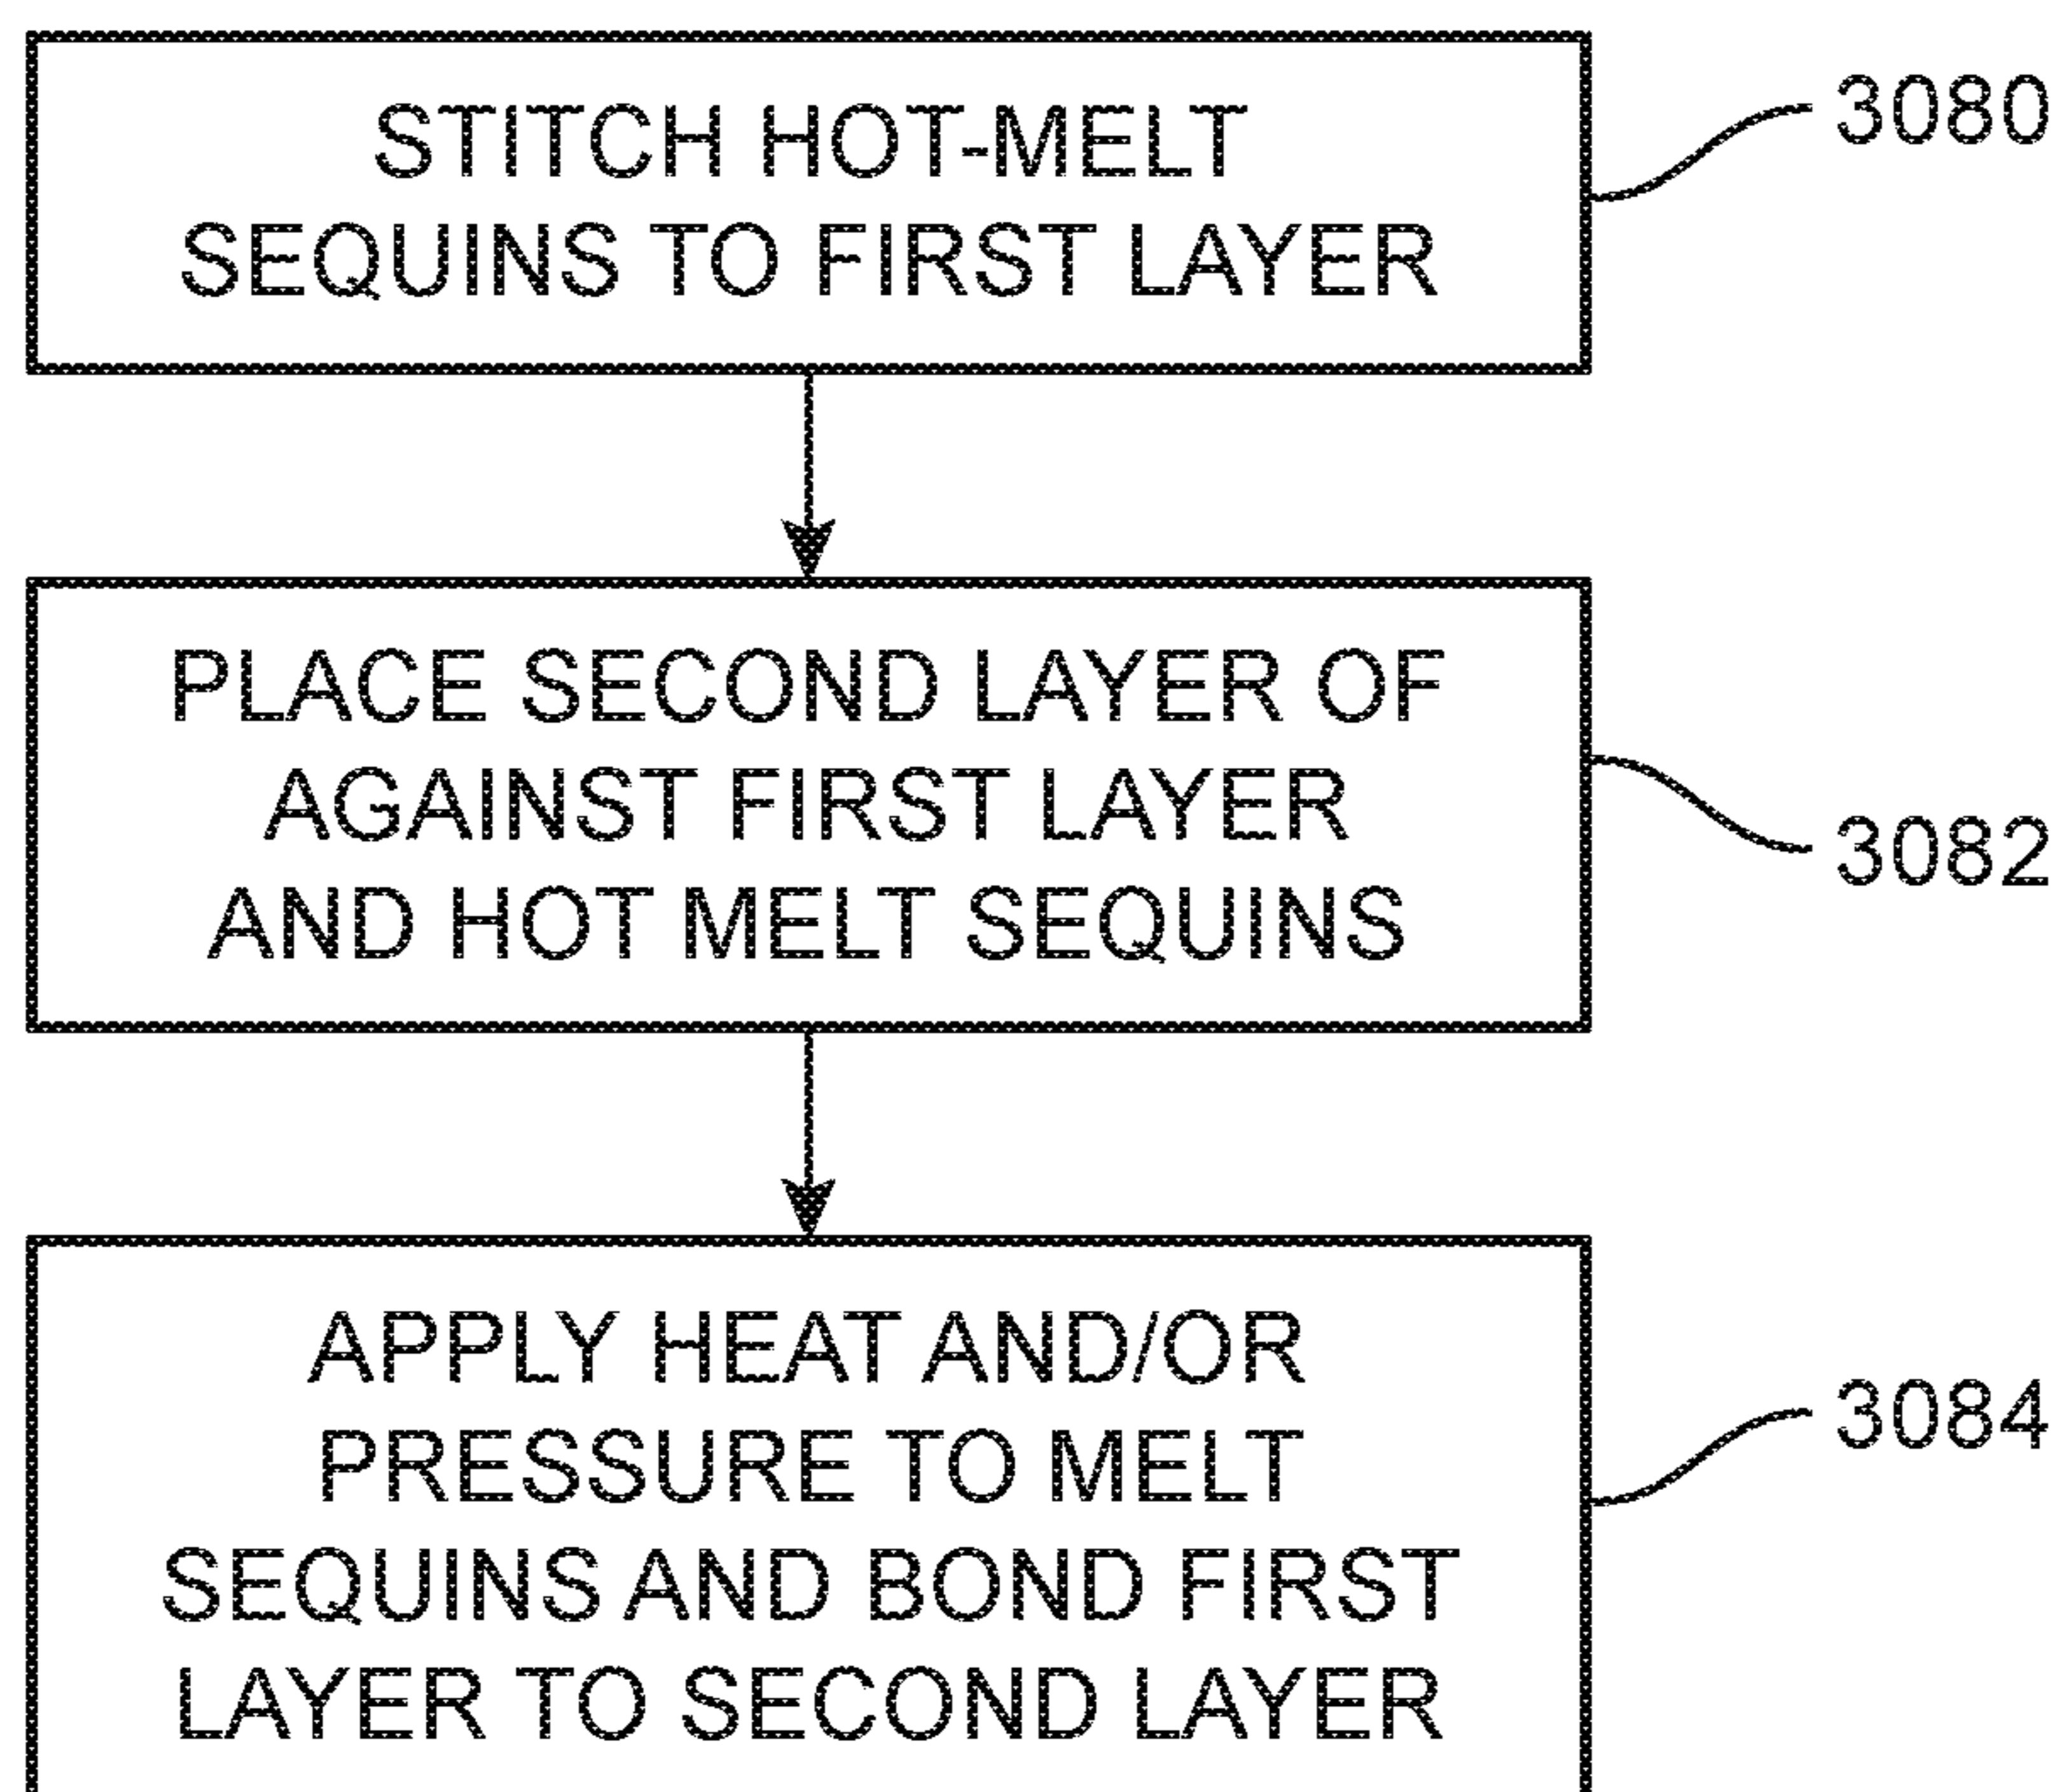 STITCH HOT-MELT
SEQUINS TO FIRST LAYER
3080
PLACE SECOND LAYER OF
AGAINST FIRST LAYER
AND HOT MELT SEQUINS
3082
APPLY HEAT AND/OR
PRESSURE TO MELT
SEQUINS AND BOND FIRST
LAYER TO SECOND LAYER
3084